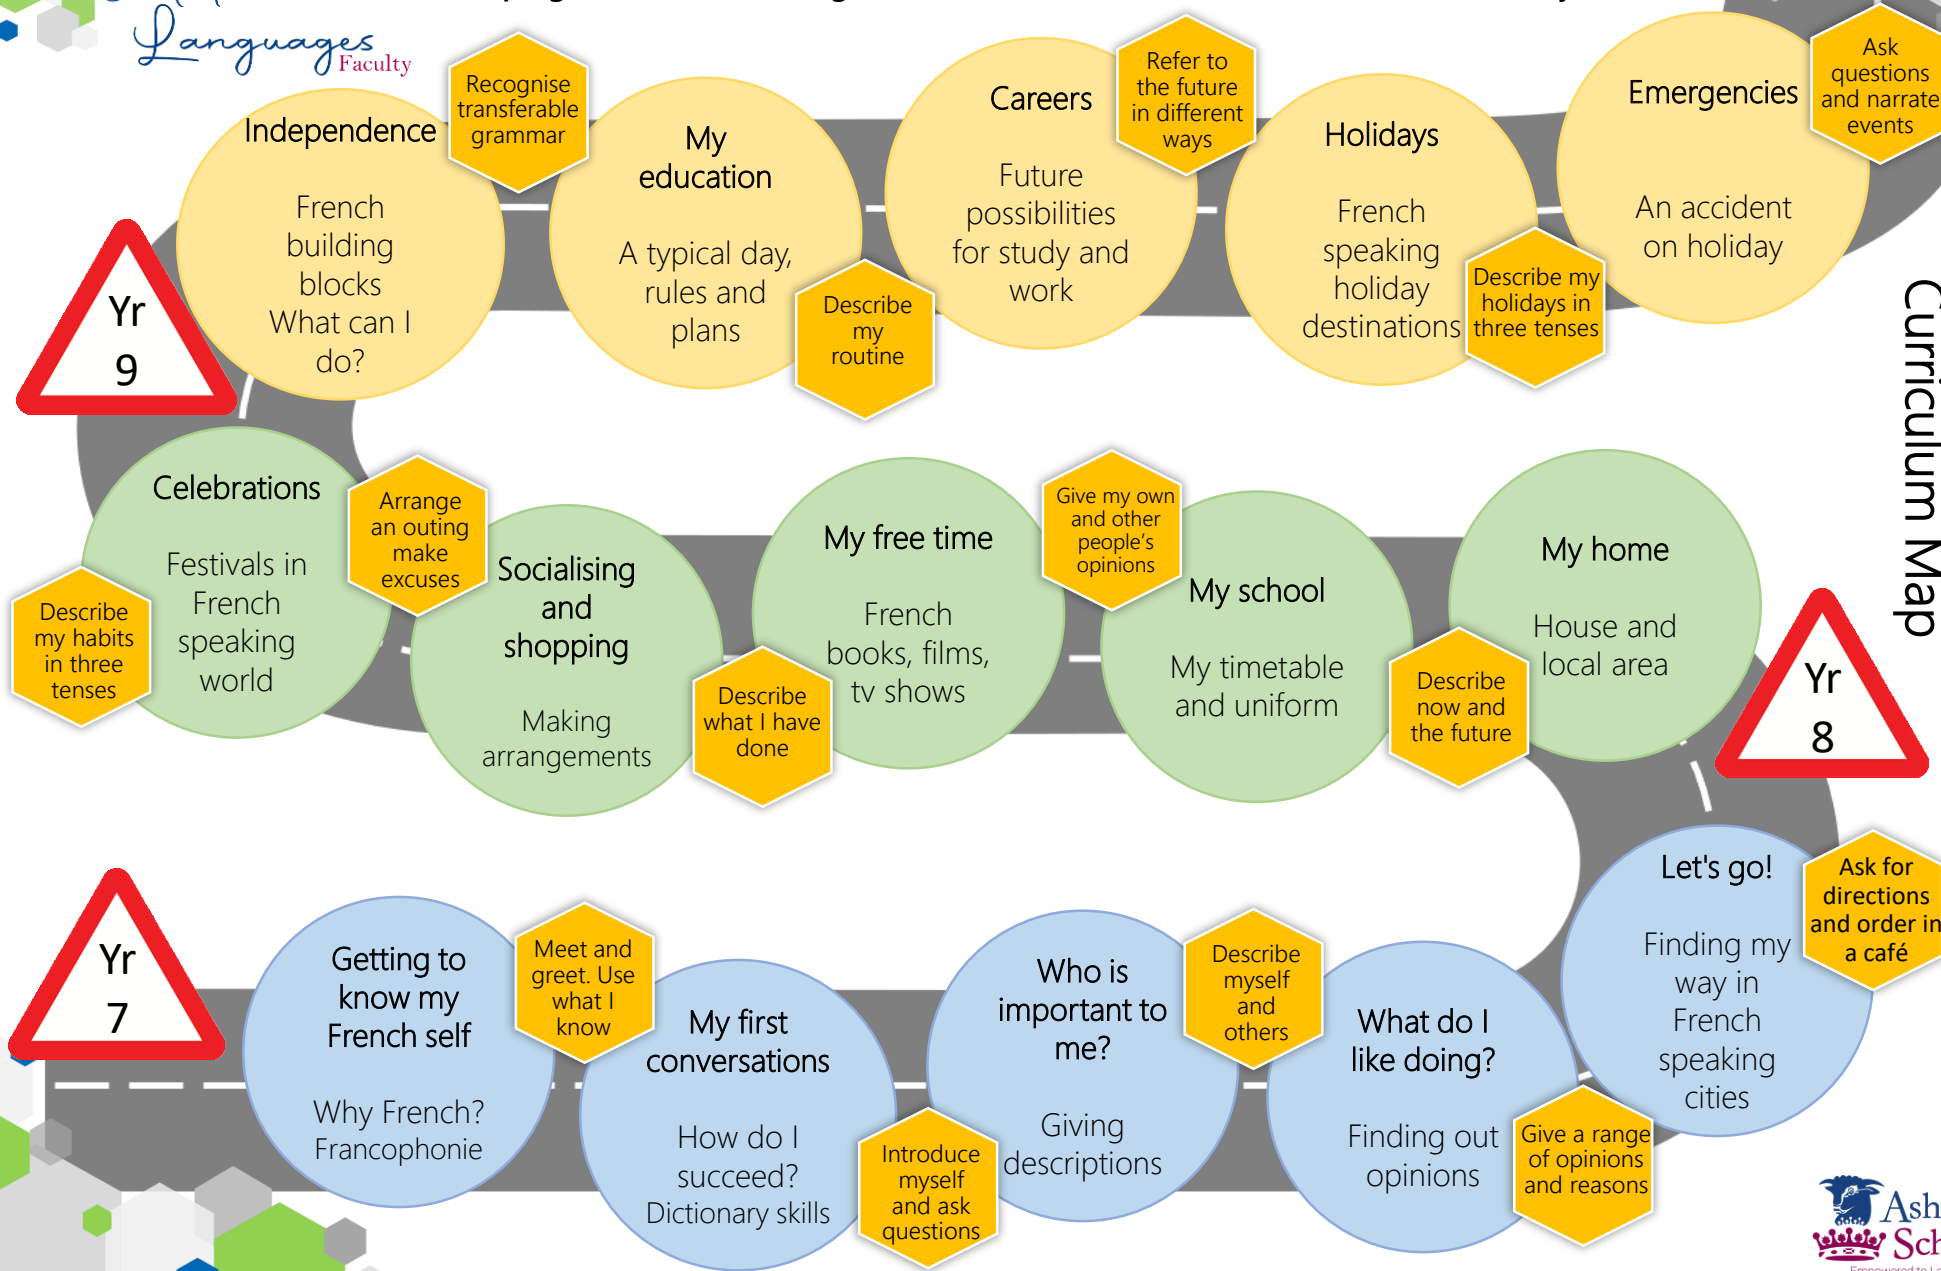 Languages
Faculty
Recognise
transferable
grammar
Independence
French
building
blocks
What can I
do?
My
education
A typical day,
rules and
plans
Describe
my
routine
Careers
Future
possibilities
for study and
work
Refer to
the future
in different
ways
Holidays
French
speaking
holiday
destinations
Describe my
holidays in
three tenses
Emergencies
An accident
on holiday
Ask
questions
and narrate
events
Yr
9
Curriculum Map
Celebrations
Festivals in
French
speaking
world
Describe
my habits
in three
tenses
Arrange
an outing
make
excuses
Socialising
and
shopping
Making
arrangements
Describe
what I have
done
My free time
French
books, films,
tv shows
Give my own
and other
people's
opinions
My school
My timetable
and uniform
Describe
now and
the future
My home
House and
local area
Yr
8
Yr
7
Getting to
know my
French self
Why French?
Francophonie
Meet and
greet. Use
what I
know
My first
conversations
How do I
succeed?
Dictionary skills
Introduce
myself
and ask
questions
Who is
important to
me?
Giving
descriptions
Describe
myself
and
others
What do I
like doing?
Finding out
opinions
Give a range
of opinions
and reasons
Let's go!
Finding my
way in
French
speaking
cities
Ask for
directions
and order in
a café
Ash
Sch